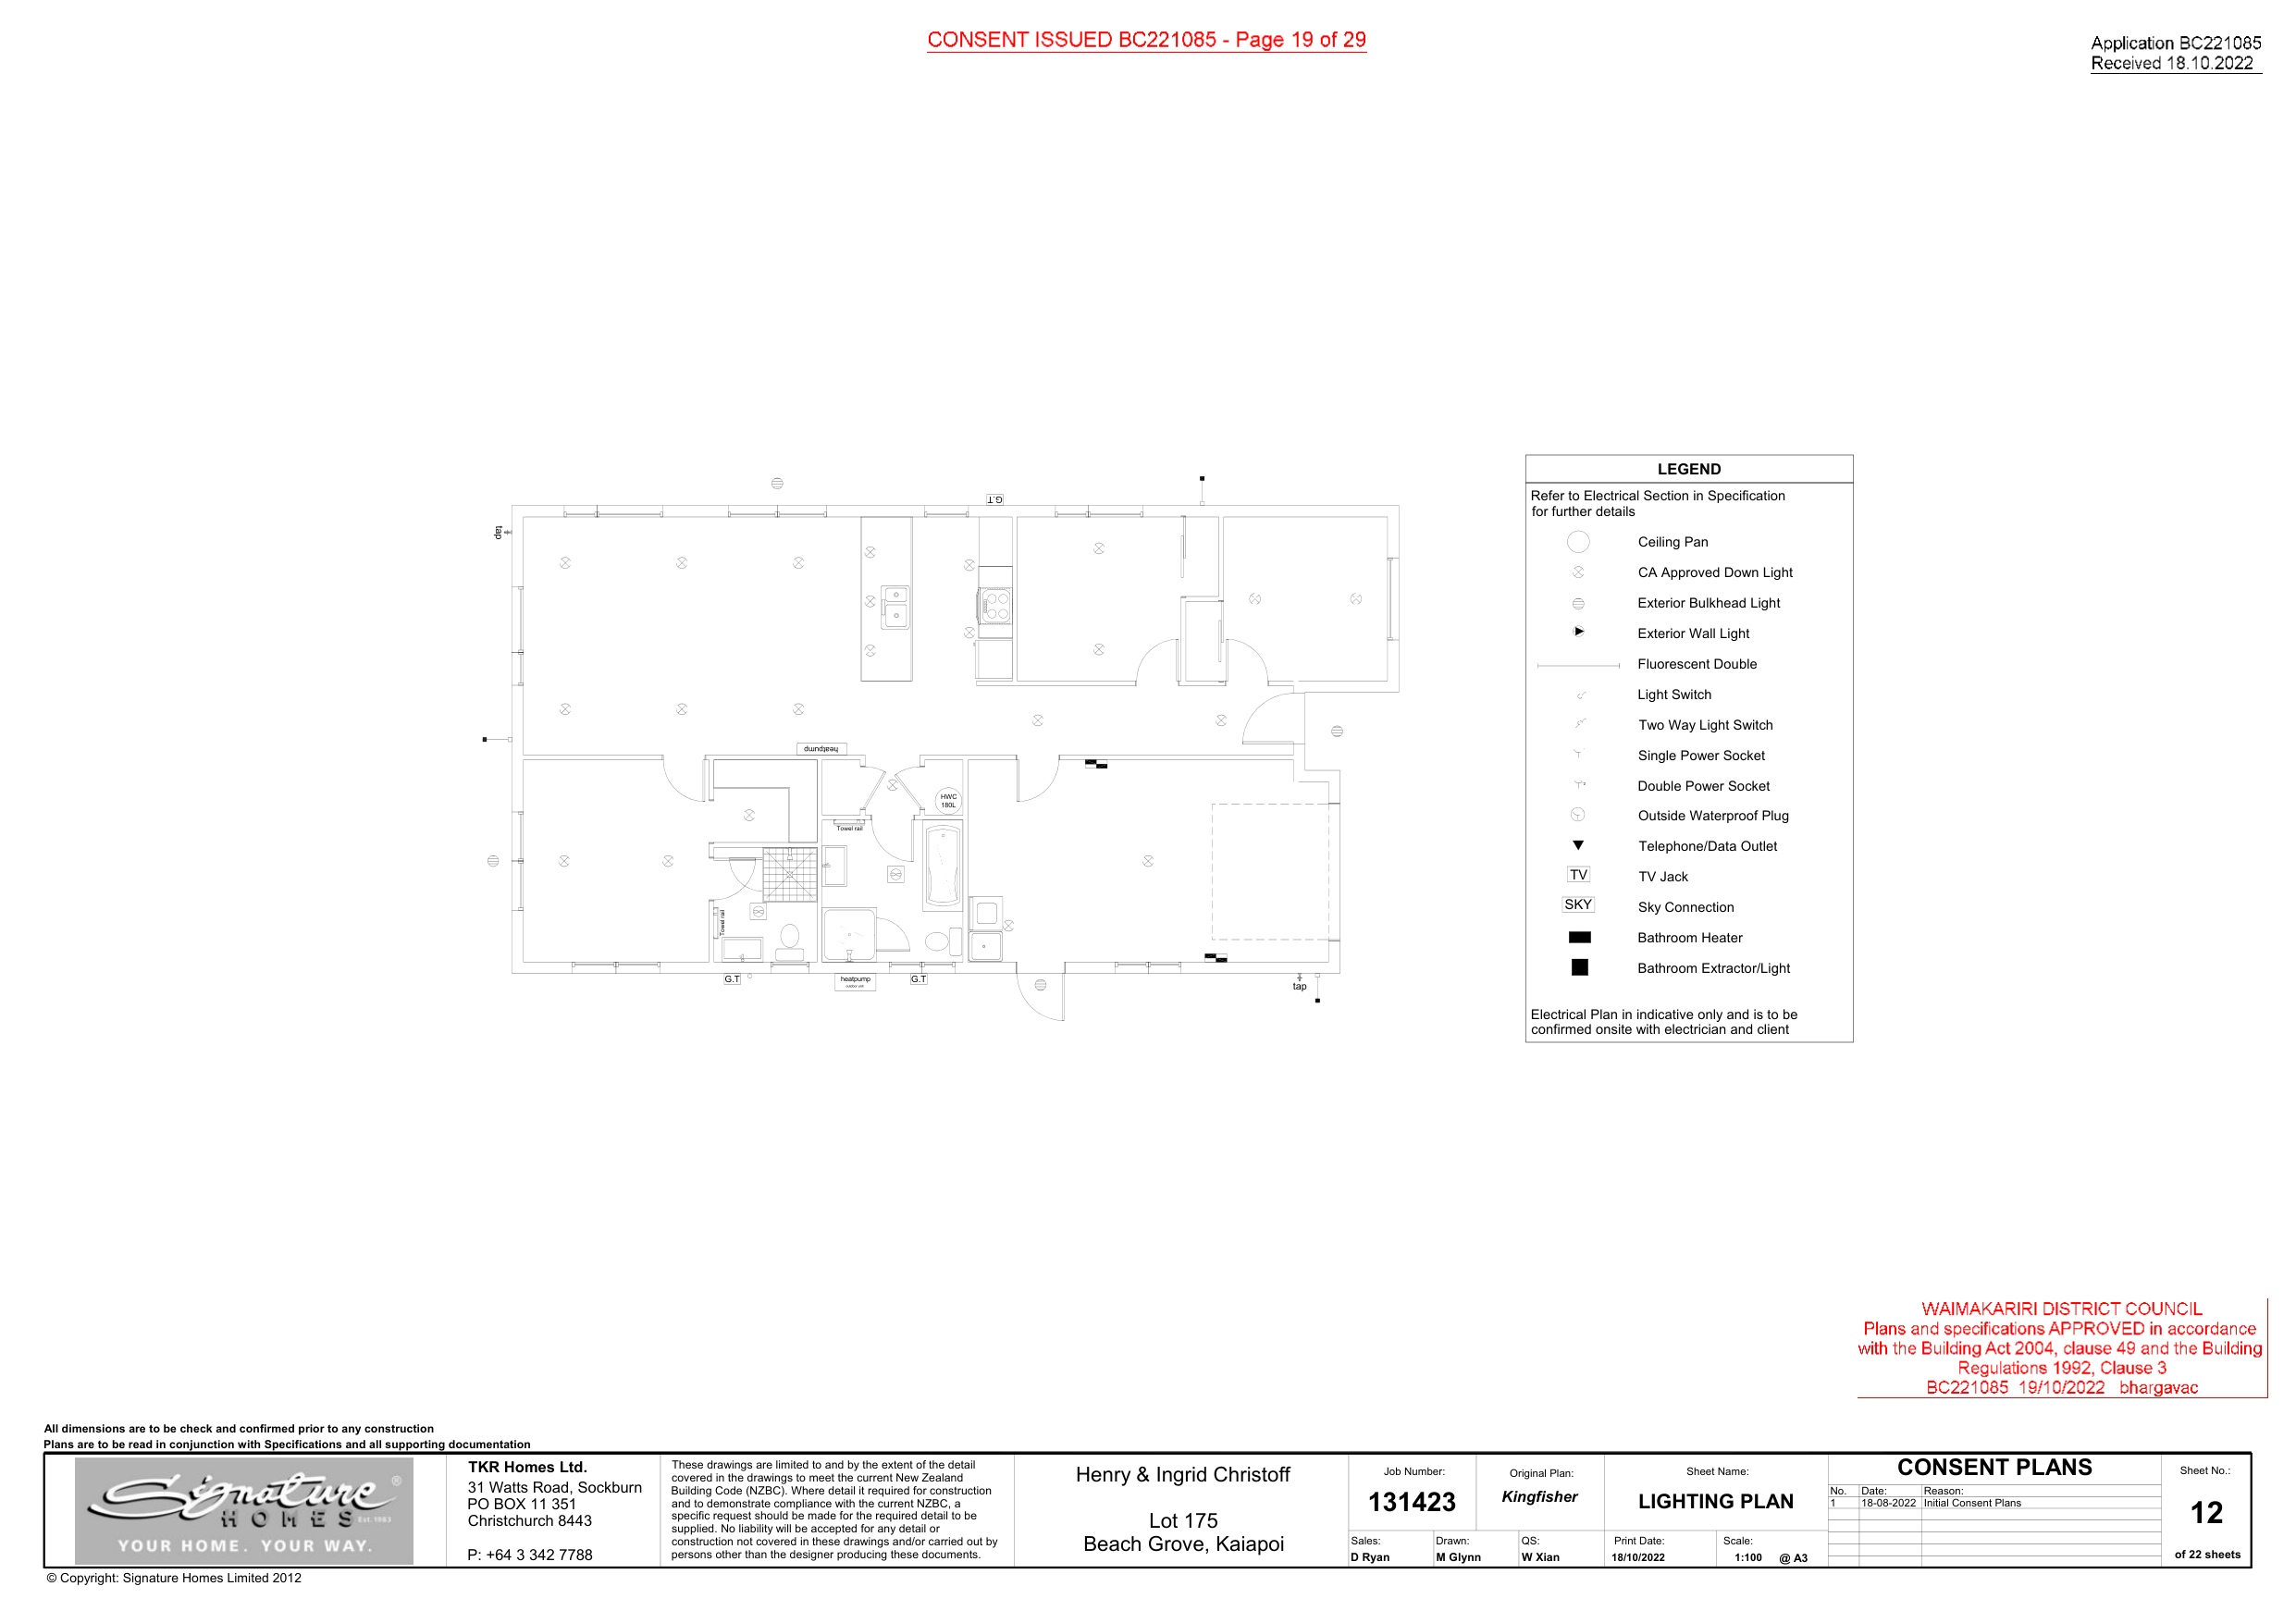 CONSENT ISSUED BC221085 - Page 19 of 29
Application BC221085
Received 18.10.2022
G.T
tap
heatpump
HWC
180L
Towel rail
Towel rail
G.T
heatpump
outdoor unit
G.T
tap
LEGEND
Refer to Electrical Section in Specification
for further details
Ceiling Pan
CA Approved Down Light
Exterior Bulkhead Light
Exterior Wall Light
Fluorescent Double
Light Switch
Two Way Light Switch
Single Power Socket
Double Power Socket
Outside Waterproof Plug
Telephone/Data Outlet
TV TV Jack
SKY Sky Connection
Bathroom Heater
Bathroom Extractor/Light
Electrical Plan in indicative only and is to be
confirmed onsite with electrician and client
WAIMAKARIRI DISTRICT COUNCIL
Plans and specifications APPROVED in accordance
with the Building Act 2004, clause 49 and the Building
Regulations 1992, Clause 3
BC221085 19/10/2022 bhargavac
All dimensions are to be check and confirmed prior to any construction
Plans are to be read in conjunction with Specifications and all supporting documentation
Signature ®
HOMES Est. 1983
YOUR HOME. YOUR WAY.
TKR Homes Ltd.
31 Watts Road, Sockburn
PO BOX 11 351
Christchurch 8443
P: +64 3 342 7788
These drawings are limited to and by the extent of the detail
covered in the drawings to meet the current New Zealand
Building Code (NZBC). Where detail it required for construction
and to demonstrate compliance with the current NZBC, a
specific request should be made for the required detail to be
supplied. No liability will be accepted for any detail or
construction not covered in these drawings and/or carried out by
persons other than the designer producing these documents.
Henry & Ingrid Christoff
Lot 175
Beach Grove, Kaiapoi
Job Number:
131423
Original Plan:
Kingfisher
Sheet Name:
LIGHTING PLAN
Sales:
D Ryan
Drawn:
M Glynn
QS:
W Xian
Print Date:
18/10/2022
Scale:
1:100 @ A3
CONSENT PLANS
No. Date: Reason:
1 18-08-2022 Initial Consent Plans
Sheet No.:
12
of 22 sheets
© Copyright: Signature Homes Limited 2012